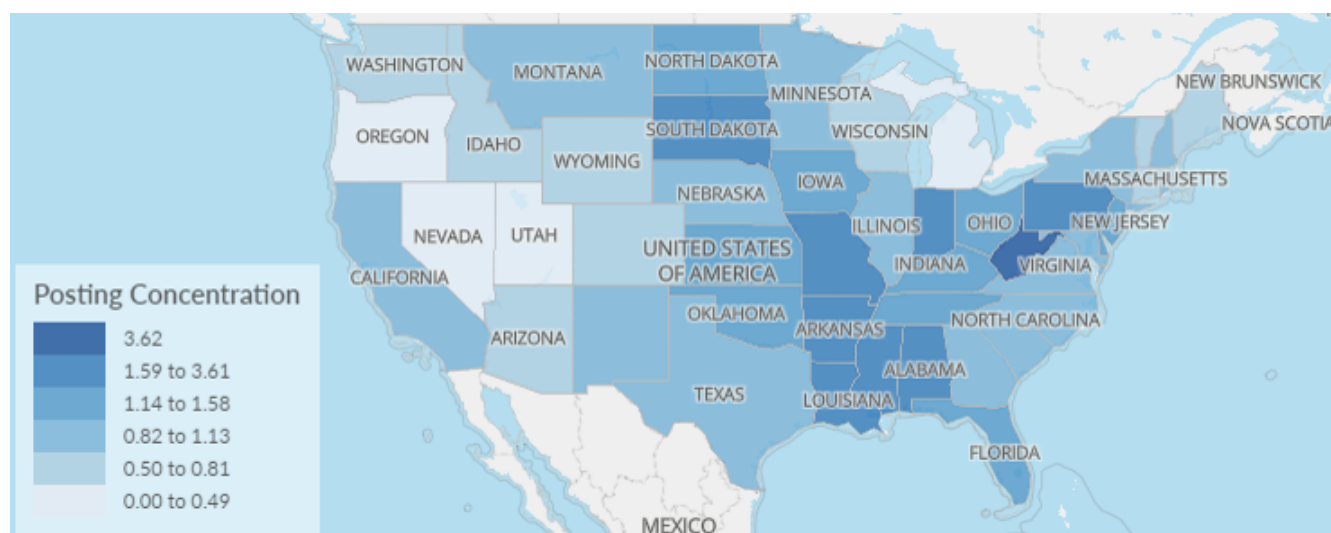 WASHINGTON
MONTANA
NORTH DAKOTA
MINNESOTA
NEW BRUNSWICK
NOVA SCOTIA
OREGON
IDAHO
SOUTH DAKOTA
WISCONSIN
WYOMING
MASSACHUSETTS
NEBRASKA
IOWA
NEVADA
UTAH
ILLINOIS
OHIO
NEW JERSEY
UNITED STATES
OF AMERICA
INDIANA
VIRGINIA
CALIFORNIA
OKLAHOMA
NORTH CAROLINA
ARKANSAS
ARIZONA
ALABAMA
TEXAS
LOUISIANA
FLORIDA
MEXICO
Posting Concentration
3.62
1.59 to 3.61
1.14 to 1.58
0.82 to 1.13
0.50 to 0.81
0.00 to 0.49